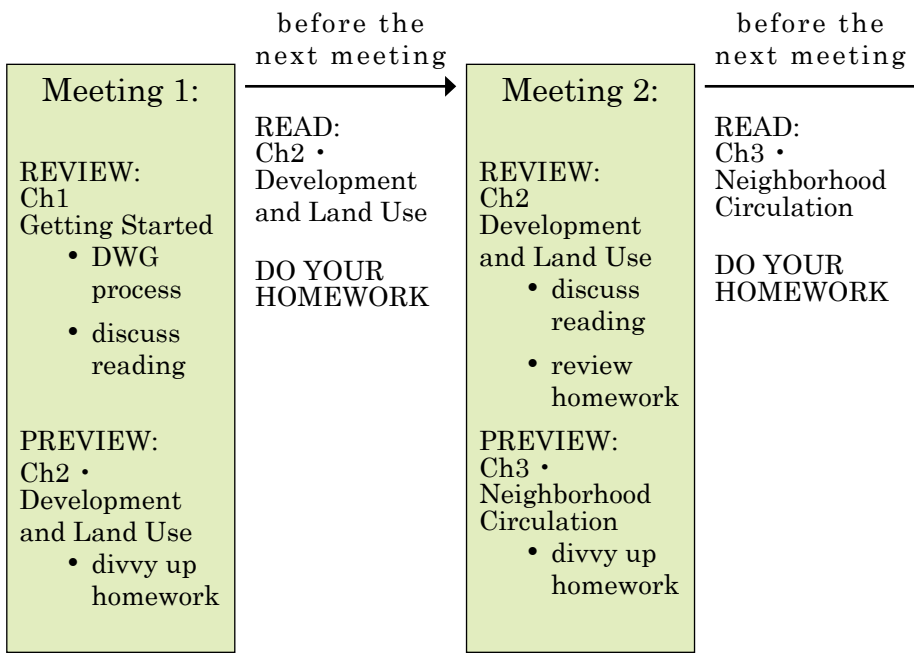 Meeting 1:
REVIEW:
Ch1
Getting Started
• DWG
process
• discuss
reading
PREVIEW:
Ch2 •
Development
and Land Use
• divvy up
homework
before the
next meeting
READ:
Ch2 •
Development
and Land Use
DO YOUR
HOMEWORK
Meeting 2:
REVIEW:
Ch2
Development
and Land Use
• discuss
reading
• review
homework
PREVIEW:
Ch3 •
Neighborhood
Circulation
• divvy up
homework
before the
next meeting
READ:
Ch3 •
Neighborhood
Circulation
DO YOUR
HOMEWORK